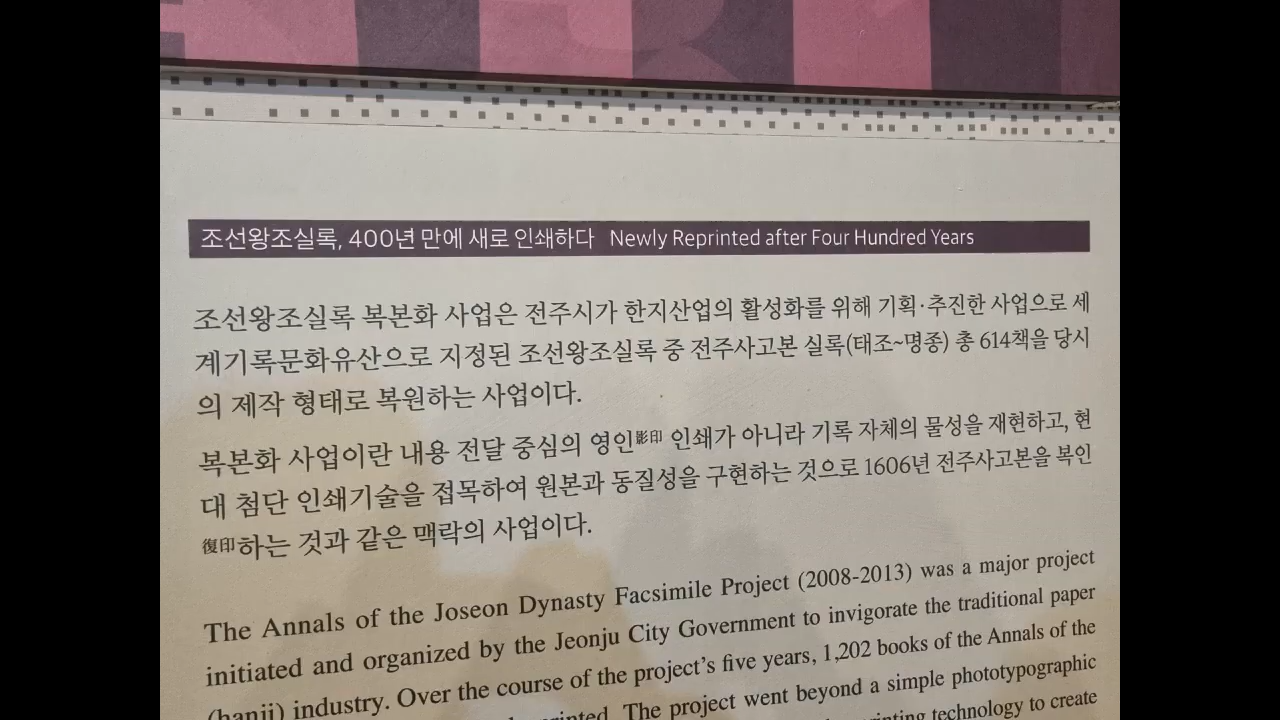 조선왕조실록, 400년 만에 새로 인쇄하다 Newly Reprinted after Four Hundred Years
조선왕조실록 복본화 사업은 전주시가 한지산업의 활성화를 위해 기획·추진한 사업으로 세
계기록문화유산으로 지정된 조선왕조실록 중 전주사고본 실록(태조~명종) 총 614책을 당시
의 제작 형태로 복원하는 사업이다.
복본화 사업이란 내용 전달 중심의 영인影印 인쇄가 아니라 기록 자체의 물성을 재현하고, 현
대 첨단 인쇄기술을 접목하여 원본과 동질성을 구현하는 것으로 1606년 전주사고본을 복인
復印하는 것과 같은 맥락의 사업이다.
The Annals of the Joseon Dynasty Facsimile Project (2008-2013) was a major project
initiated and organized by the Jeonju City Government to invigorate the traditional paper
(hanji) industry. Over the course of the project's five years, 1,202 books of the Annals of the
The project went beyond a simple phototypographic
technology to create